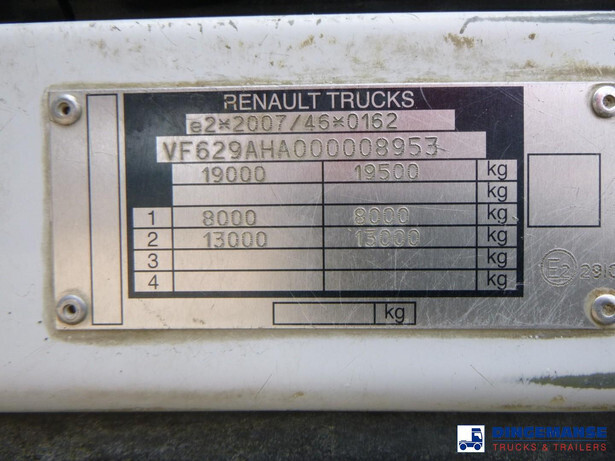 RENAULT TRUCKS
e2*2007/46*0162
VF629AHA000008953
19000 19500 kg
kg
1 8000 8000 kg
2 13000 13000 kg
3 kg
4 kg
kg
E2
TRUCKS & TRAILERS